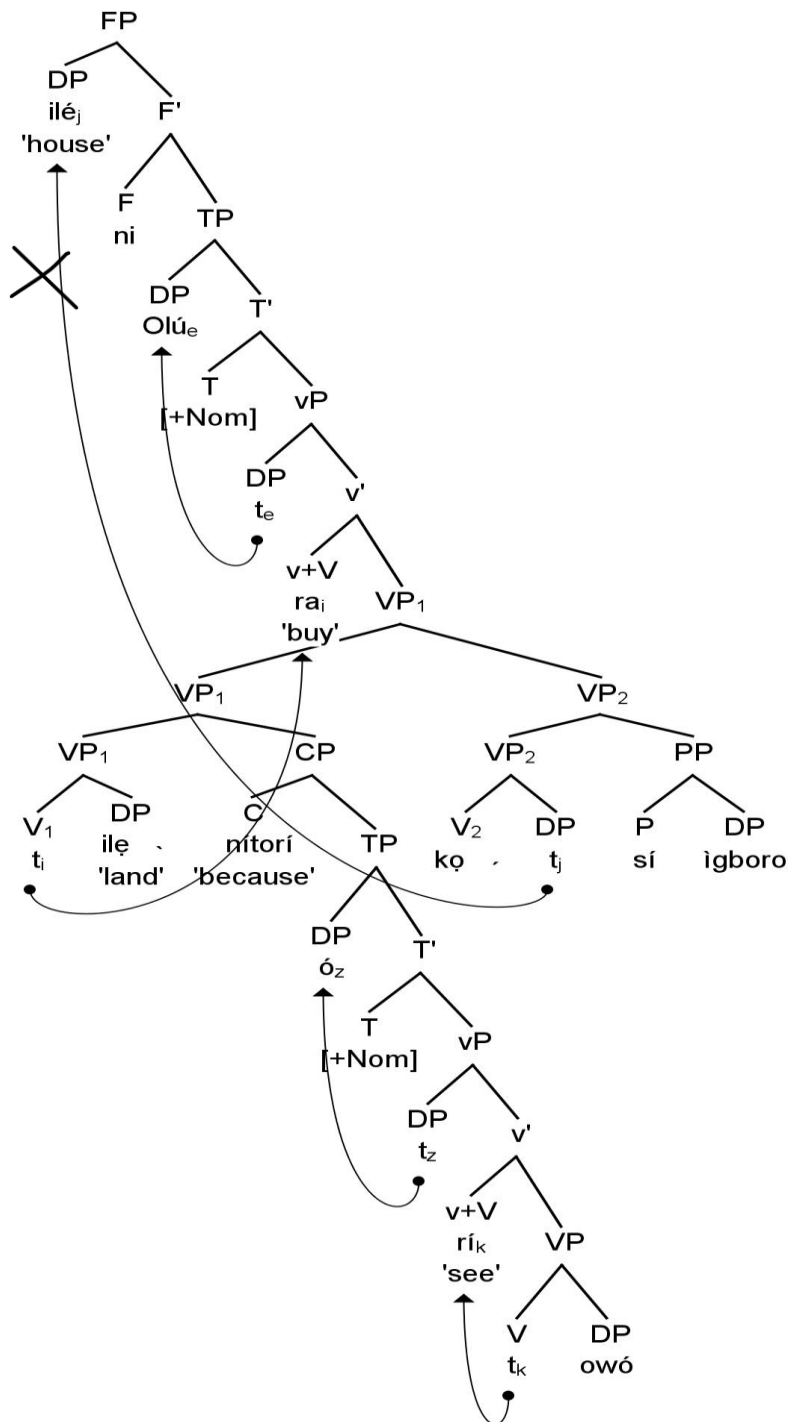 FP
DP
iléⱼ
'house'
F'
F
ni
TP
DP
Olúₑ
T'
T
[+Nom]
vP
DP
tₑ
v'
v+V
raᵢ
'buy'
VP₁
VP₁
VP₂
VP₁
CP
VP₂
PP
V₁
tᵢ
DP
ilẹ `
'land'
C
nítorí
'because'
TP
V₂
kọ ´
DP
tⱼ
P
sí
DP
ìgboro
DP
ó_z
T'
T
[+Nom]
vP
DP
t_z
v'
v+V
ríₖ
'see'
VP
V
tₖ
DP
owó